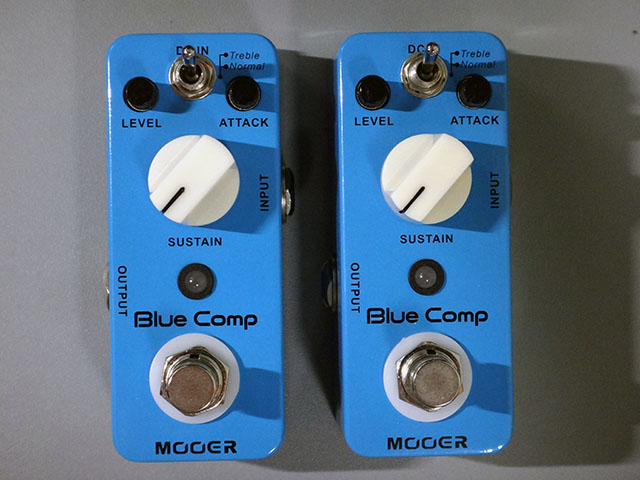 DC IN
Treble
Normal
LEVEL
ATTACK
SUSTAIN
INPUT
OUTPUT
Blue Comp
MOOER
DC
Treble
Normal
LEVEL
ATTACK
SUSTAIN
INPUT
OUTPUT
Blue Comp
MOOER